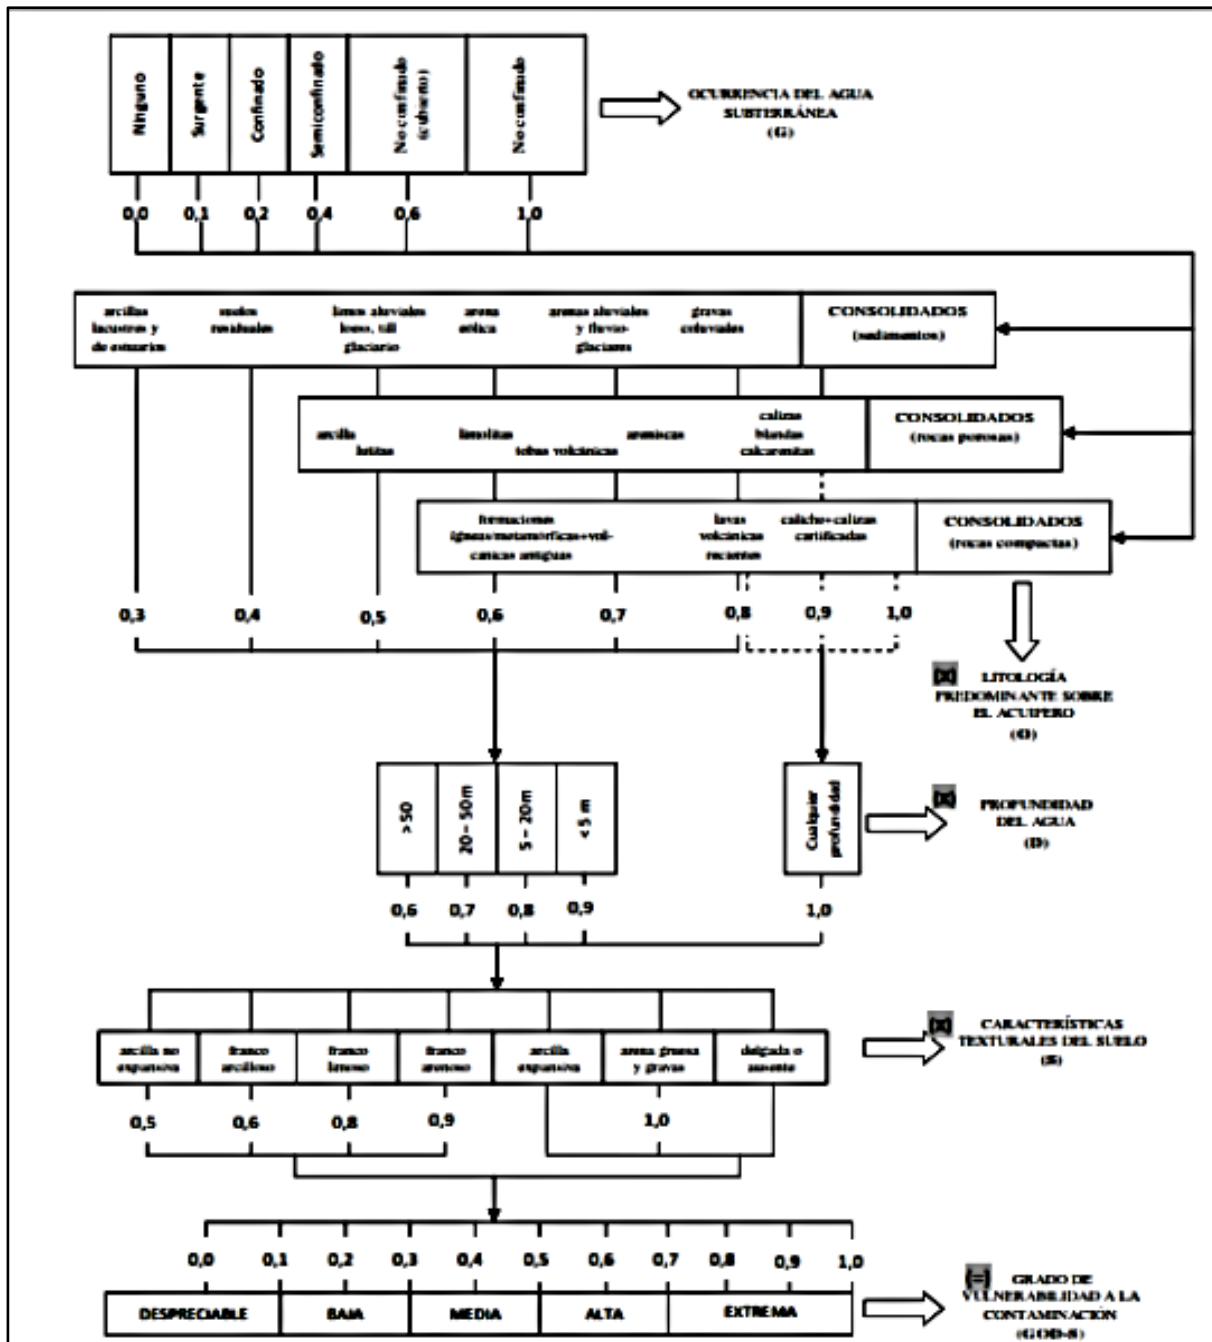 Ninguno
Surgente
Confinado
Semiconfinado
No confinado
(cubierto)
No confinado
OCURRENCIA DEL AGUA
SUBTERRÁNEA
(G)
0,0 0,1 0,2 0,4 0,6 1,0
arcillas
lacustres y
de estuarios
suelos
residuales
limos aluviales
loess, till
glaciario
arena
eólica
arenas aluviales
y fluvio-
glaciares
gravas
coluviales
CONSOLIDADOS
(sedimentos)
arcilla
lutitas
limolitas
tobas volcánicas
areniscas
calizas
blandas
calcarenitas
CONSOLIDADOS
(rocas porosas)
formaciones
ígneas/metamórficas+vol-
cánicas antiguas
lavas
volcánicas
recientes
caliche+calizas
cartificadas
CONSOLIDADOS
(rocas compactas)
0,3 0,4 0,5 0,6 0,7 0,8 0,9 1,0
(x) LITOLOGÍA
PREDOMINANTE SOBRE
EL ACUIFERO
(O)
>50
20 – 50m
5 – 20m
< 5 m
Cualquier
profundidad
(x) PROFUNDIDAD
DEL AGUA
(D)
0,6 0,7 0,8 0,9 1,0
arcilla no
expansiva
franco
arcilloso
franco
limoso
franco
arenoso
arcilla
expansiva
arena gruesa
y gravas
delgada o
ausente
(x) CARACTERÍSTICAS
TEXTURALES DEL SUELO
(S)
0,5 0,6 0,8 0,9 1,0
0,0 0,1 0,2 0,3 0,4 0,5 0,6 0,7 0,8 0,9 1,0
DESPRECIABLE BAJA MEDIA ALTA EXTREMA
(=) GRADO DE
VULNERABILIDAD A LA
CONTAMINACIÓN
(GOD-S)